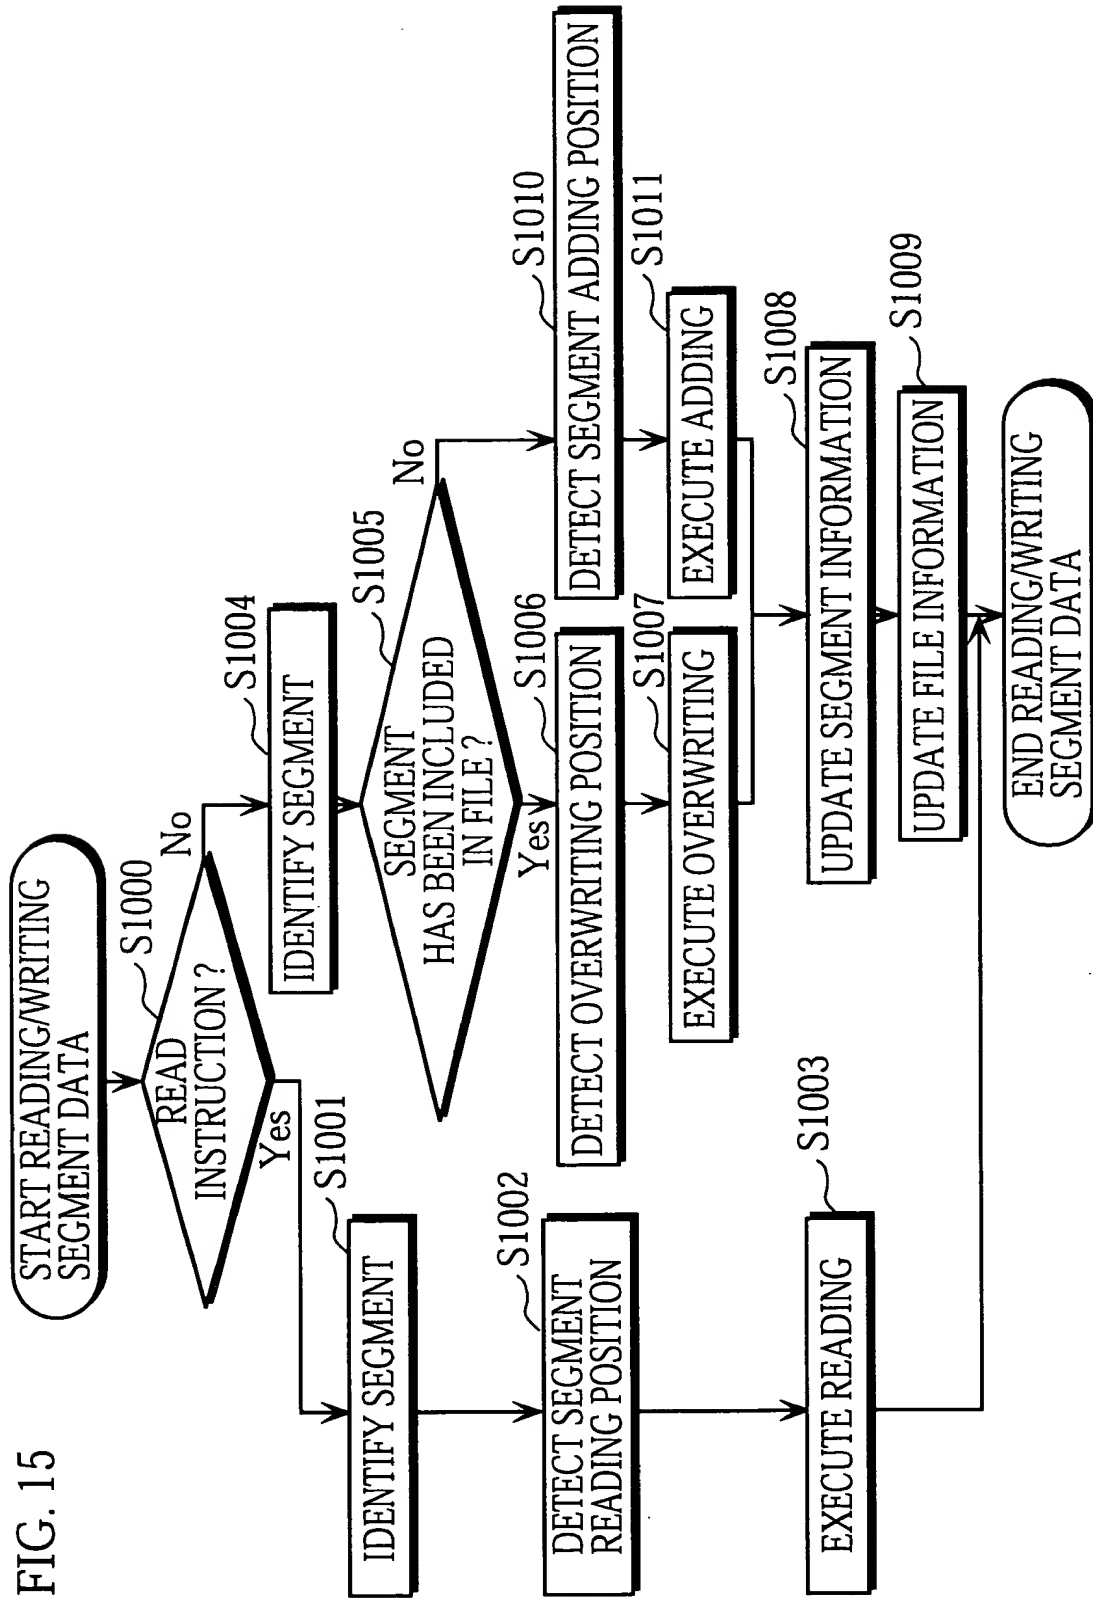 FIG. 15
START READING/WRITING
SEGMENT DATA
S1000
READ
INSTRUCTION?
Yes
No
S1001
IDENTIFY SEGMENT
S1002
DETECT SEGMENT
READING POSITION
S1003
EXECUTE READING
S1004
IDENTIFY SEGMENT
S1005
SEGMENT
HAS BEEN INCLUDED
IN FILE?
Yes
No
S1006
DETECT OVERWRITING POSITION
S1007
EXECUTE OVERWRITING
S1010
DETECT SEGMENT ADDING POSITION
S1011
EXECUTE ADDING
S1008
UPDATE SEGMENT INFORMATION
S1009
UPDATE FILE INFORMATION
END READING/WRITING
SEGMENT DATA